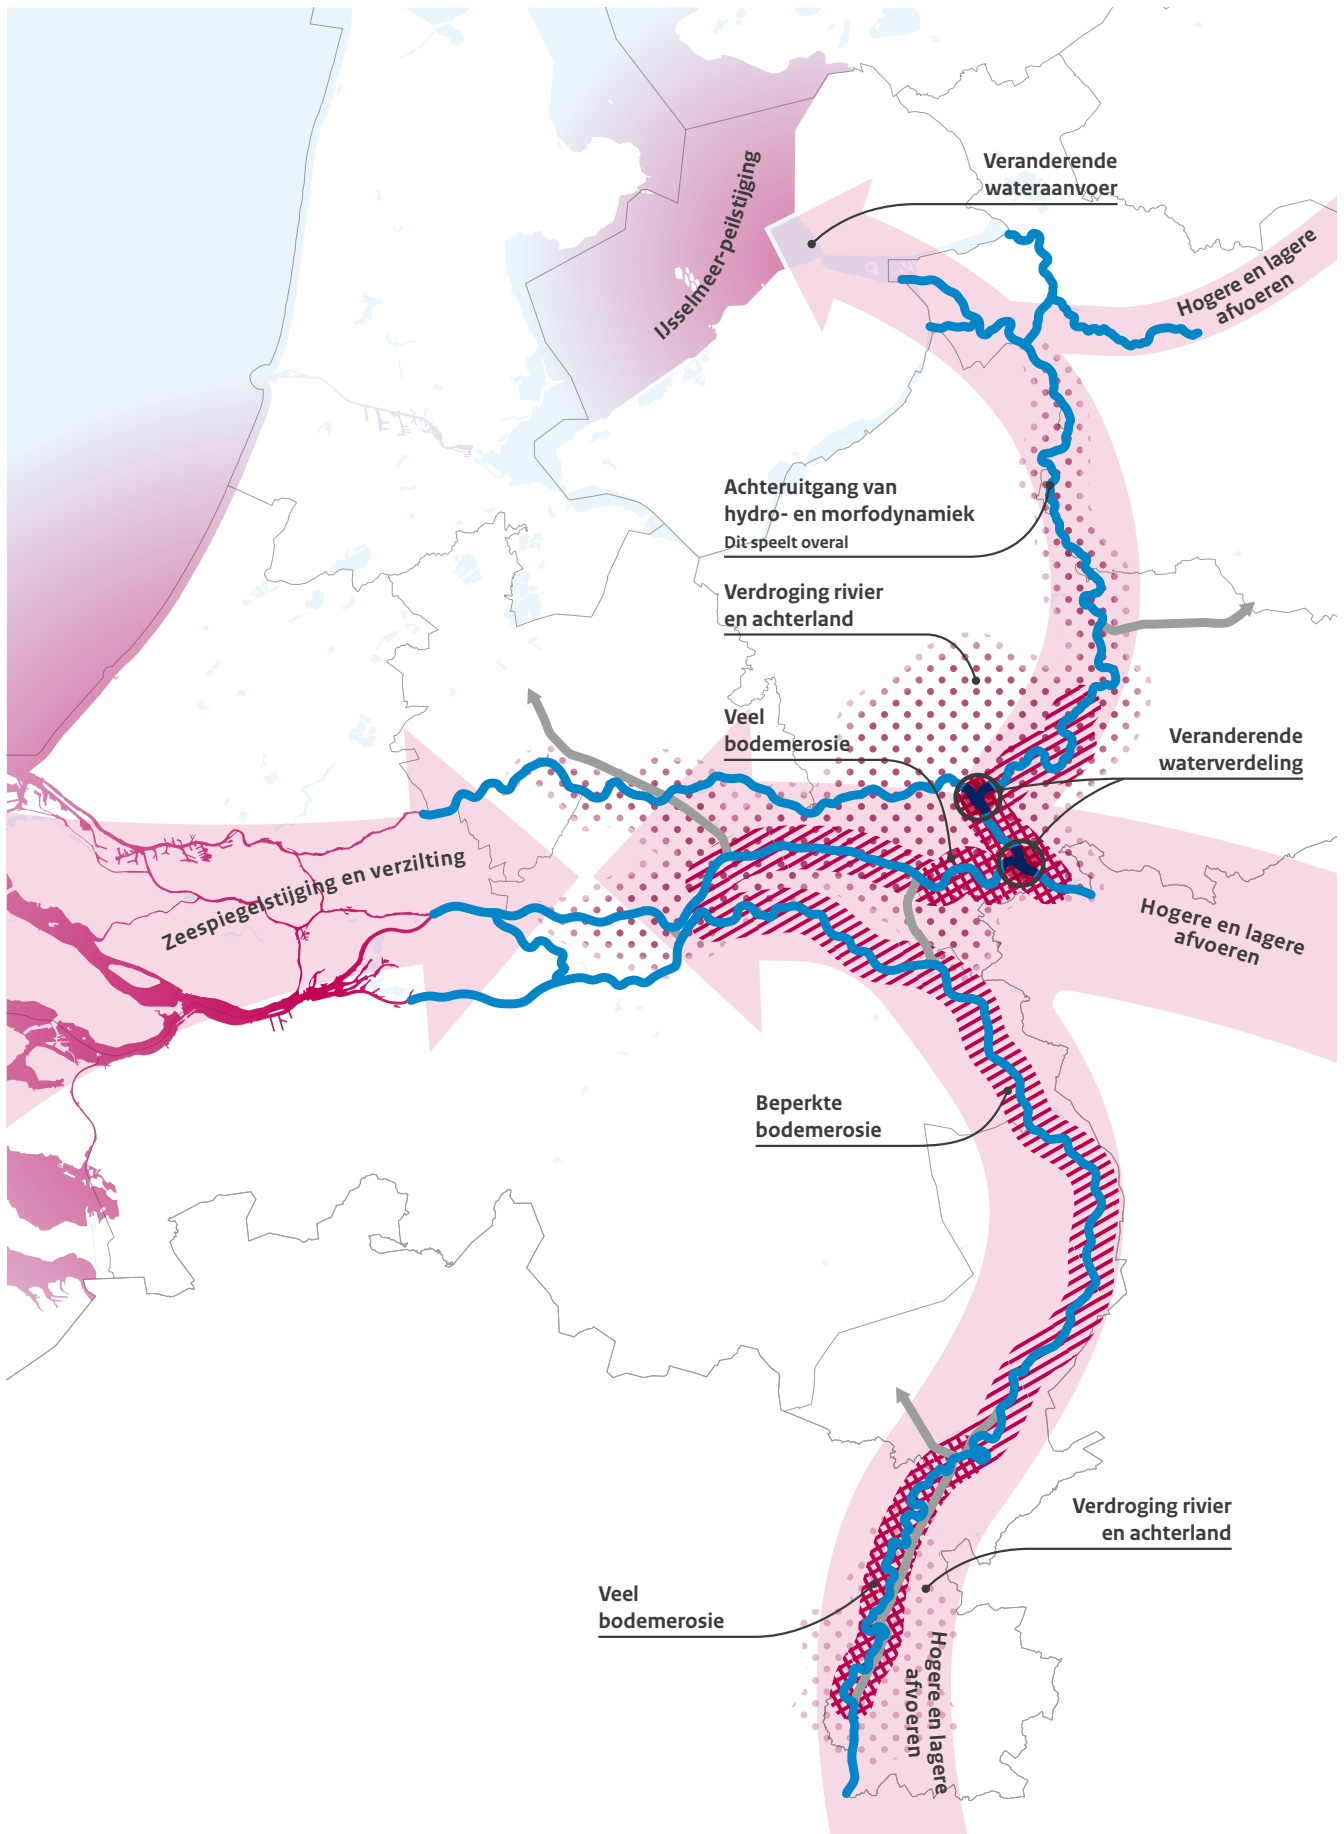 Veranderende
wateraanvoer
IJsselmeer-peilstijging
Hogere en lagere
afvoeren
Achteruitgang van
hydro- en morfodynamiek
Dit speelt overal
Verdroging rivier
en achterland
Veel
bodemerosie
Veranderende
waterverdeling
Zeespiegelstijging en verzilting
Hogere en lagere
afvoeren
Beperkte
bodemerosie
Verdroging rivier
en achterland
Veel
bodemerosie
Hogere en lagere
afvoeren